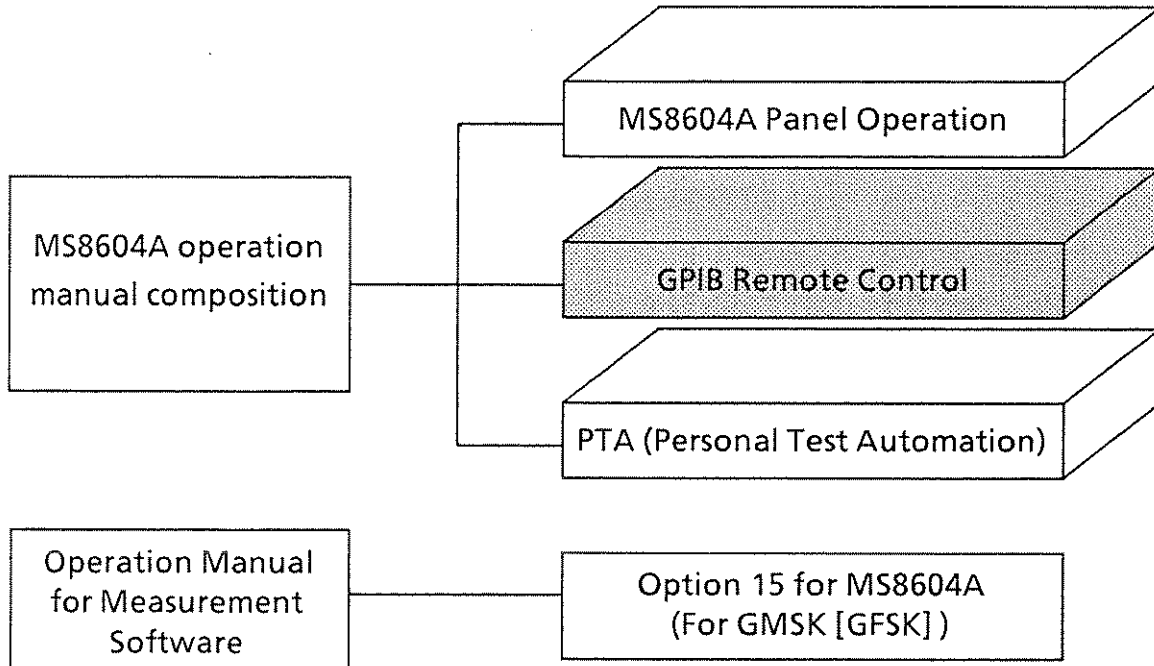 MS8604A Panel Operation
MS8604A operation
manual composition
GPIB Remote Control
PTA (Personal Test Automation)
Operation Manual
for Measurement
Software
Option 15 for MS8604A
(For GMSK [GFSK] )